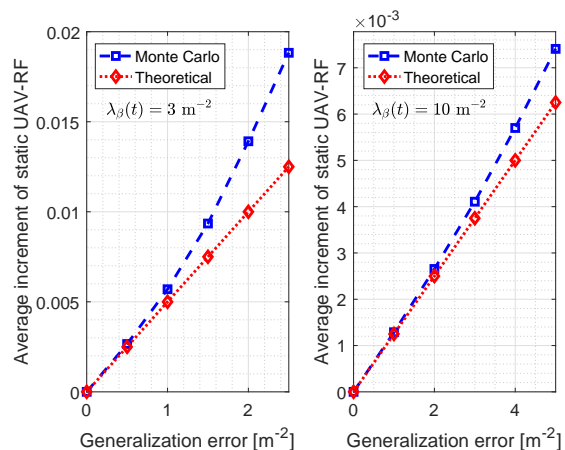 Average increment of static UAV-RF
0.02
0.015
0.01
0.005
0
Monte Carlo
Theoretical
λ_β(t) = 3 m⁻²
0 1 2
Generalization error [m⁻²]
Average increment of static UAV-RF
×10⁻³
7
6
5
4
3
2
1
0
Monte Carlo
Theoretical
λ_β(t) = 10 m⁻²
0 2 4
Generalization error [m⁻²]